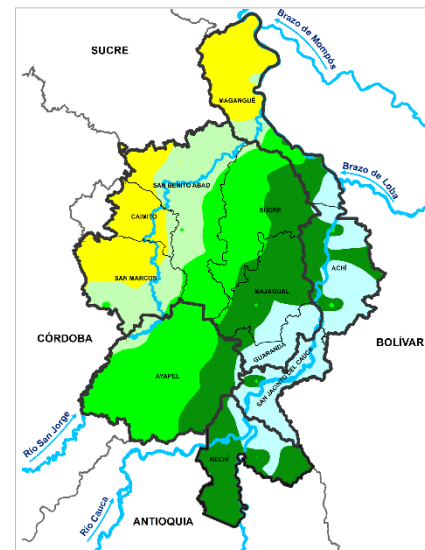 SUCRE
Brazo de Mompós
MAGANGUÉ
Brazo de Loba
SAN BENITO ABAD
CAIMITO
SUCRE
SAN MARCOS
ACHÍ
MAJAGUAL
CÓRDOBA
BOLÍVAR
GUARANDA
AYAPEL
SAN JACINTO DEL CAUCA
Río San Jorge
NECHÍ
Río Cauca
ANTIOQUIA